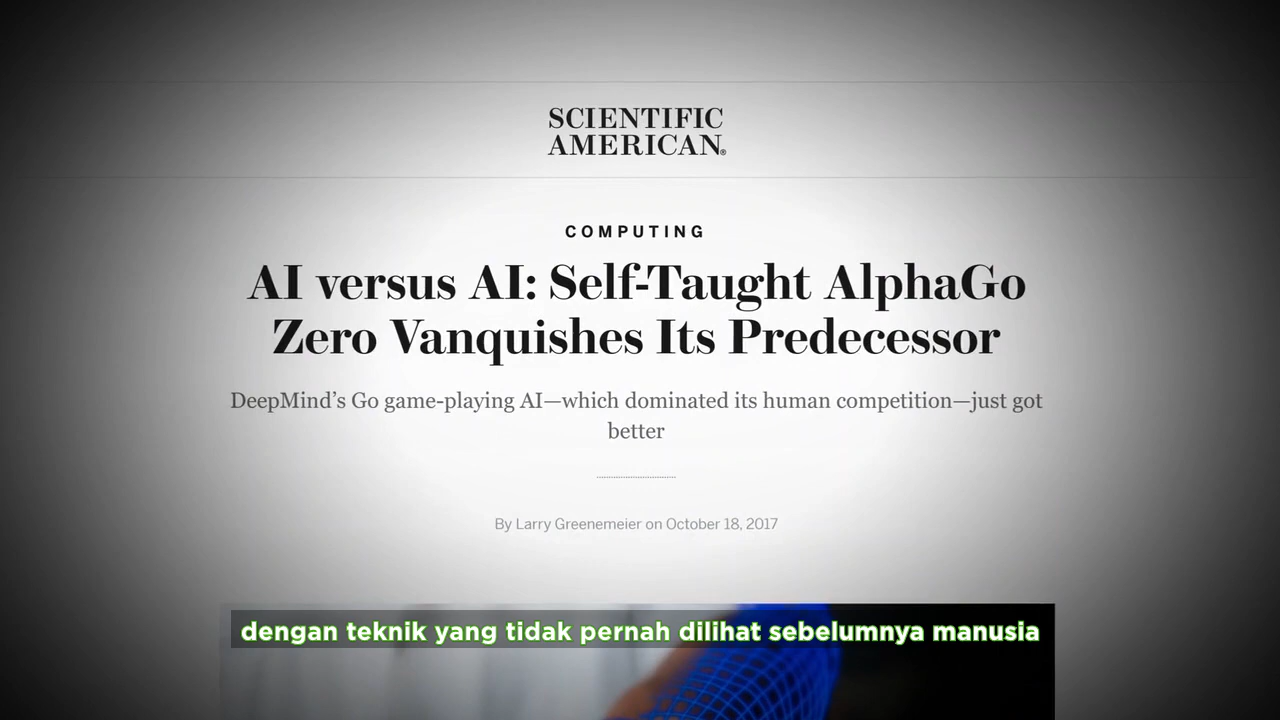 SCIENTIFIC
AMERICAN®
COMPUTING
AI versus AI: Self-Taught AlphaGo
Zero Vanquishes Its Predecessor
DeepMind’s Go game-playing AI—which dominated its human competition—just got
better
By Larry Greenemeier on October 18, 2017
dengan teknik yang tidak pernah dilihat sebelumnya manusia